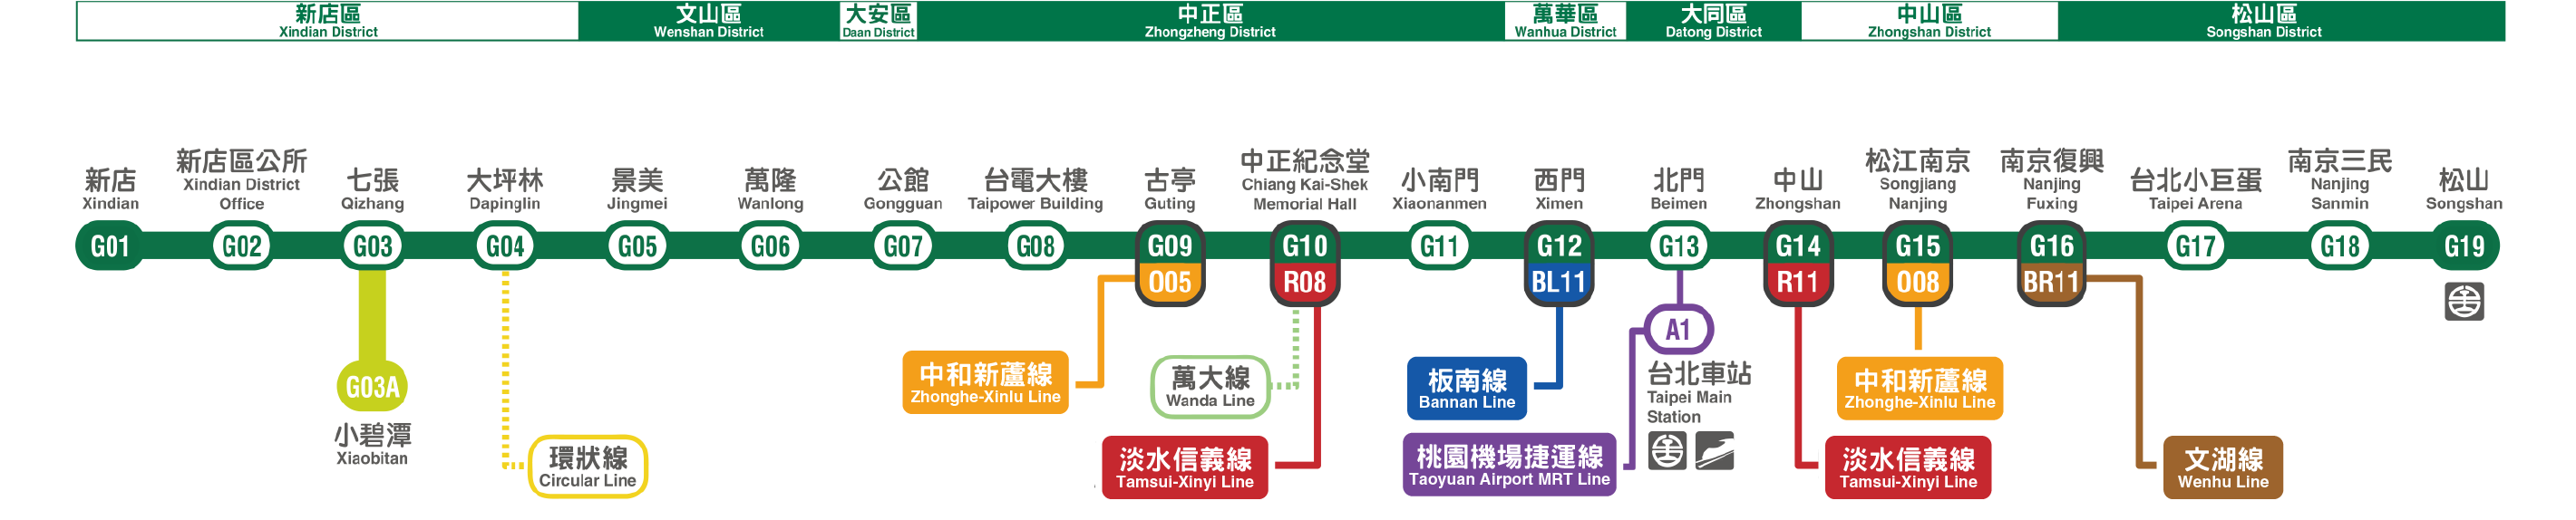 新店區
Xindian District
文山區
Wenshan District
大安區
Daan District
中正區
Zhongzheng District
萬華區
Wanhua District
大同區
Datong District
中山區
Zhongshan District
松山區
Songshan District
新店
Xindian
G01
新店區公所
Xindian District
Office
G02
七張
Qizhang
G03
大坪林
Dapinglin
G04
景美
Jingmei
G05
萬隆
Wanlong
G06
公館
Gongguan
G07
台電大樓
Taipower Building
G08
古亭
Guting
G09
O05
中正紀念堂
Chiang Kai-Shek
Memorial Hall
G10
R08
小南門
Xiaonanmen
G11
西門
Ximen
G12
BL11
北門
Beimen
G13
中山
Zhongshan
G14
R11
松江南京
Songjiang
Nanjing
G15
O08
南京復興
Nanjing
Fuxing
G16
BR11
台北小巨蛋
Taipei Arena
G17
南京三民
Nanjing
Sanmin
G18
松山
Songshan
G19
G03A
小碧潭
Xiaobitan
環狀線
Circular Line
中和新蘆線
Zhonghe-Xinlu Line
萬大線
Wanda Line
淡水信義線
Tamsui-Xinyi Line
板南線
Bannan Line
桃園機場捷運線
Taoyuan Airport MRT Line
A1
台北車站
Taipei Main
Station
中和新蘆線
Zhonghe-Xinlu Line
淡水信義線
Tamsui-Xinyi Line
文湖線
Wenhu Line